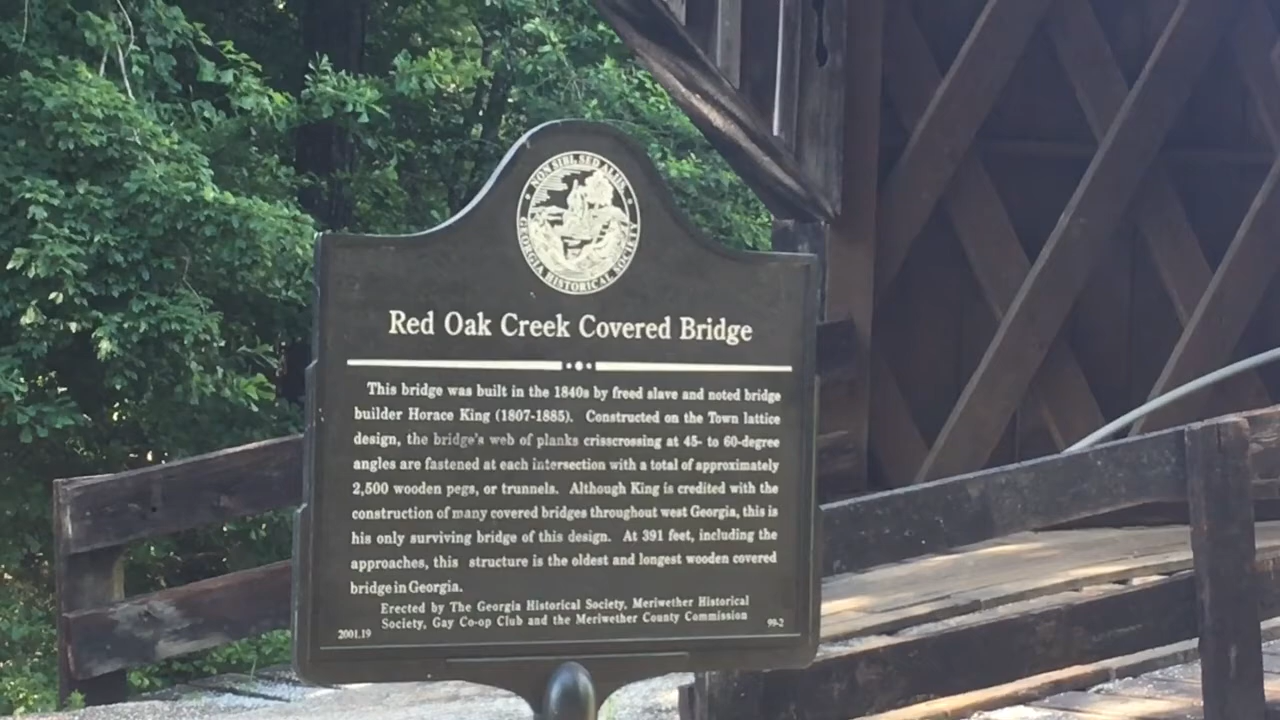 NON SIBI, SED ALIIS
GEORGIA HISTORICAL SOCIETY
Red Oak Creek Covered Bridge
This bridge was built in the 1840s by freed slave and noted bridge
builder Horace King (1807-1885). Constructed on the Town lattice
design, the bridge's web of planks crisscrossing at 45- to 60-degree
angles are fastened at each intersection with a total of approximately
2,500 wooden pegs, or trunnels. Although King is credited with the
construction of many covered bridges throughout west Georgia, this is
his only surviving bridge of this design. At 391 feet, including the
approaches, this structure is the oldest and longest wooden covered
bridge in Georgia.
Erected by The Georgia Historical Society, Meriwether Historical
Society, Gay Co-op Club and the Meriwether County Commission
2001.19 99-2